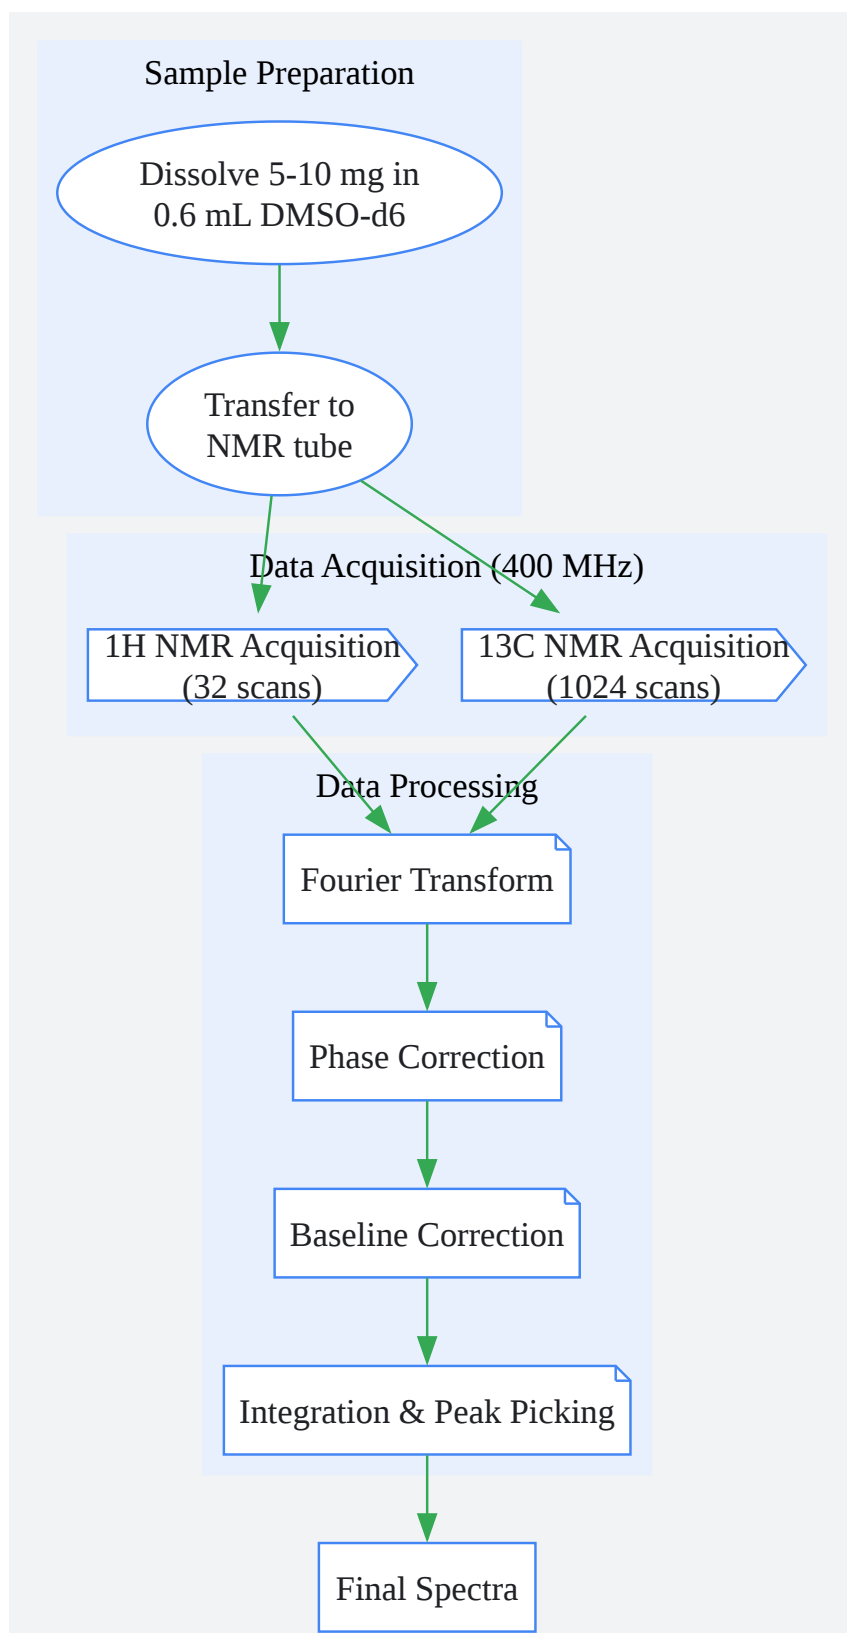 Sample Preparation
Dissolve 5-10 mg in
0.6 mL DMSO-d6
Transfer to
NMR tube
Data Acquisition (400 MHz)
1H NMR Acquisition
(32 scans)
13C NMR Acquisition
(1024 scans)
Data Processing
Fourier Transform
Phase Correction
Baseline Correction
Integration & Peak Picking
Final Spectra